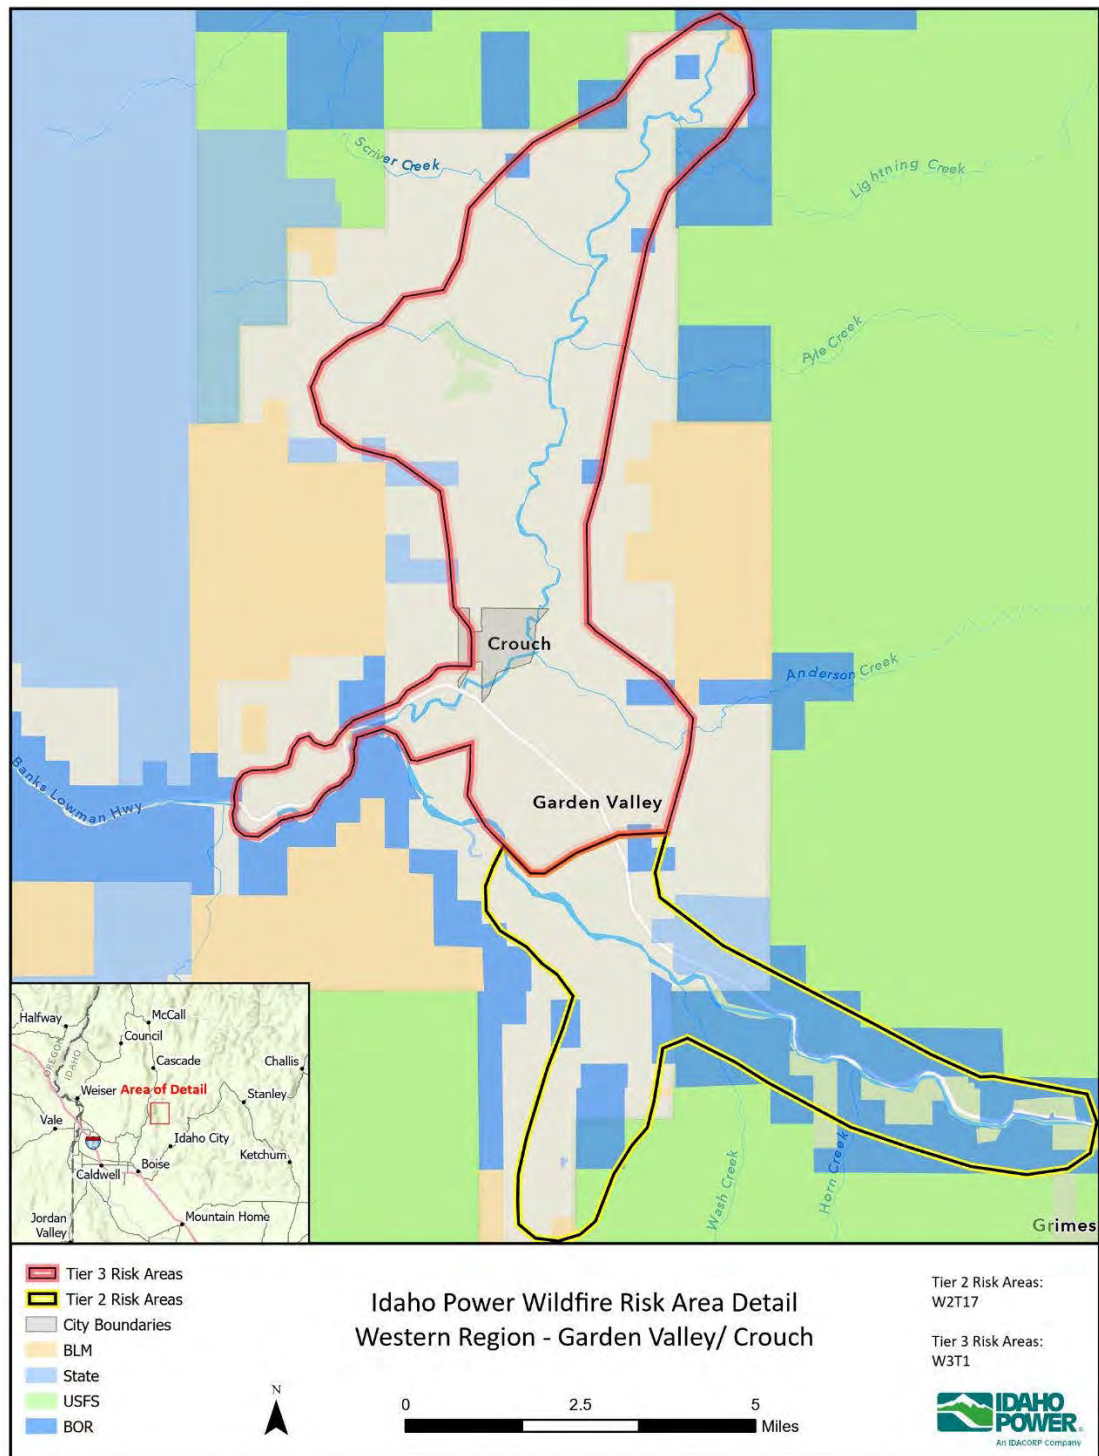 Scriver Creek
Lightning Creek
Pyle Creek
Crouch
Anderson Creek
Banks Lowman Hwy
Garden Valley
Wash Creek
Horn Creek
Grimes
Halfway
McCall
Council
OREGON
IDAHO
Cascade
Challis
Weiser
Area of Detail
Stanley
Vale
Idaho City
Ketchum
Caldwell
Boise
Mountain Home
Jordan
Valley
Tier 3 Risk Areas
Tier 2 Risk Areas
City Boundaries
BLM
State
USFS
BOR
Idaho Power Wildfire Risk Area Detail
Western Region - Garden Valley/ Crouch
N
0 2.5 5
Miles
Tier 2 Risk Areas:
W2T17
Tier 3 Risk Areas:
W3T1
IDAHO
POWER
An IDACORP Company